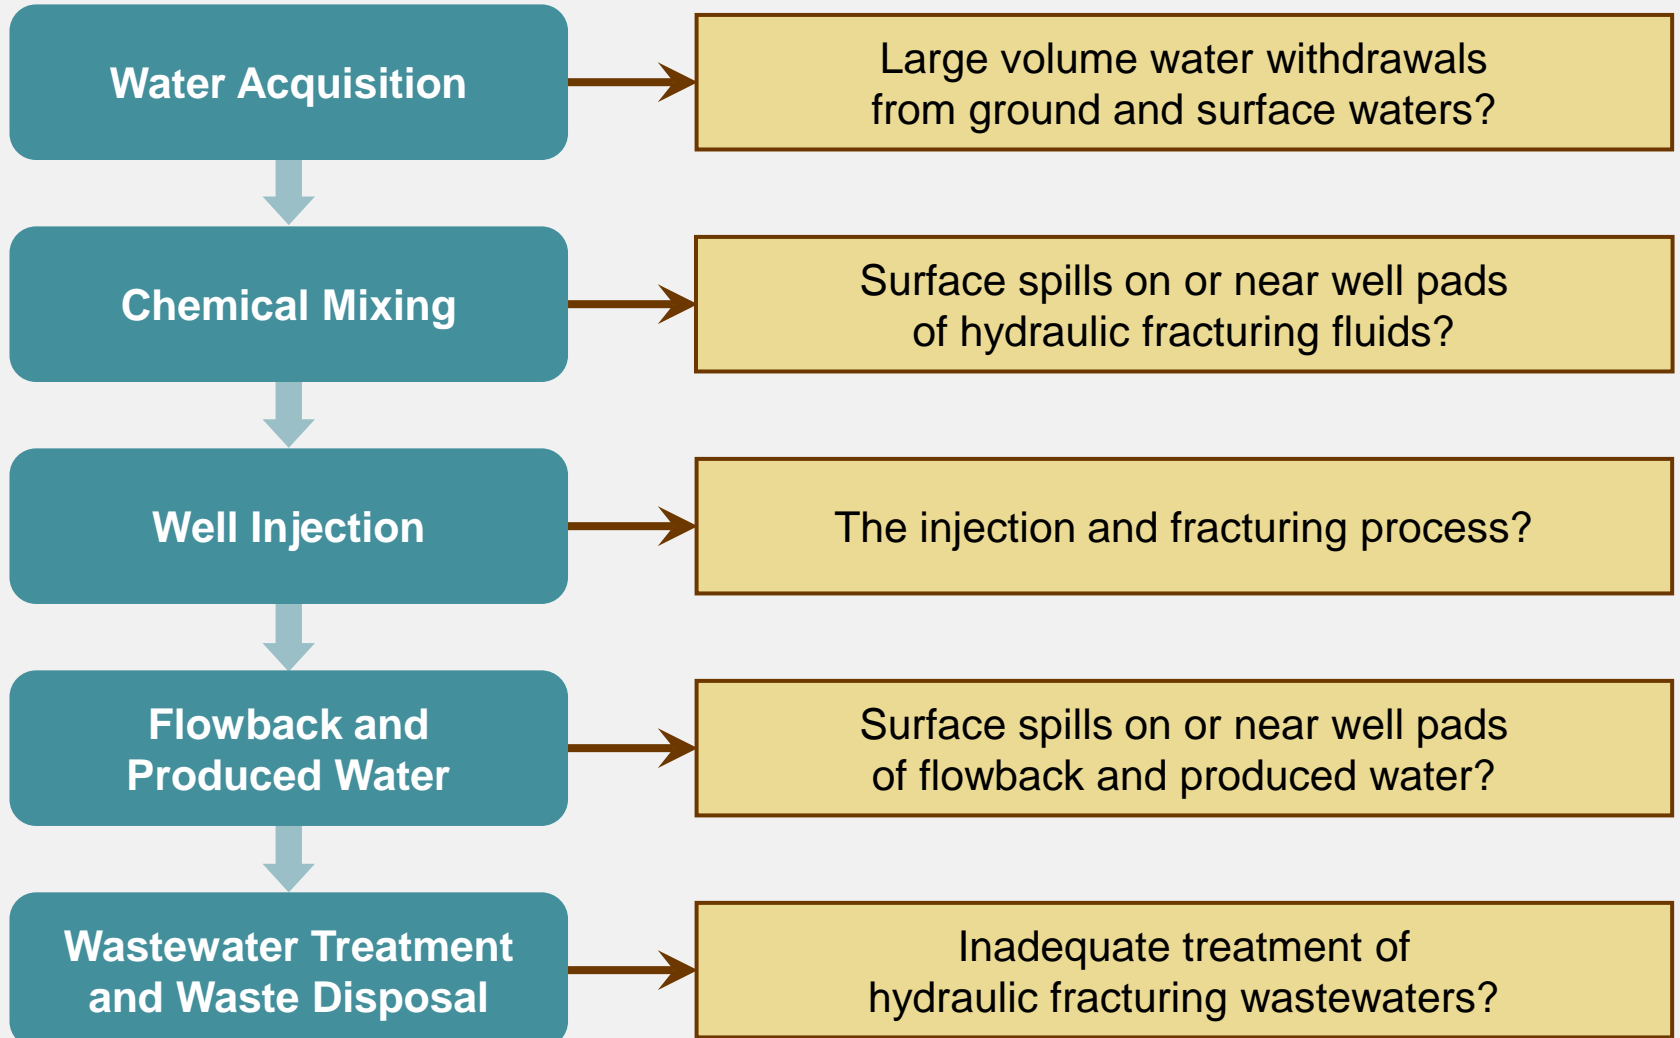 Water Acquisition
Large volume water withdrawals
from ground and surface waters?
Chemical Mixing
Surface spills on or near well pads
of hydraulic fracturing fluids?
Well Injection
The injection and fracturing process?
Flowback and
Produced Water
Surface spills on or near well pads
of flowback and produced water?
Wastewater Treatment
and Waste Disposal
Inadequate treatment of
hydraulic fracturing wastewaters?